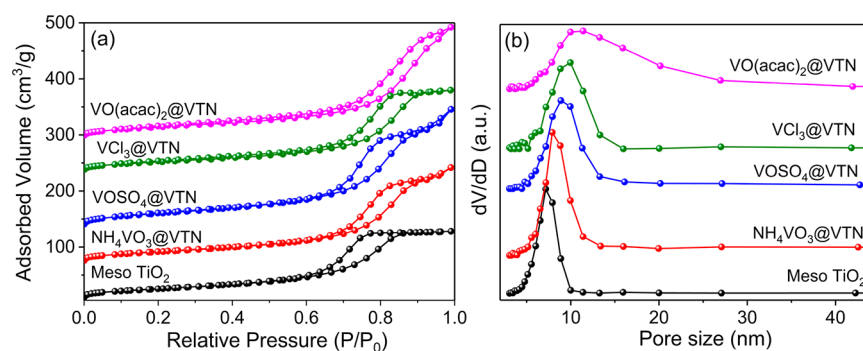 (a)
Adsorbed Volume (cm³/g)
500
400
300
200
100
VO(acac)₂@VTN
VCl₃@VTN
VOSO₄@VTN
NH₄VO₃@VTN
Meso TiO₂
0.0 0.2 0.4 0.6 0.8 1.0
Relative Pressure (P/P₀)
(b)
dV/dD (a.u.)
VO(acac)₂@VTN
VCl₃@VTN
VOSO₄@VTN
NH₄VO₃@VTN
Meso TiO₂
0 10 20 30 40
Pore size (nm)